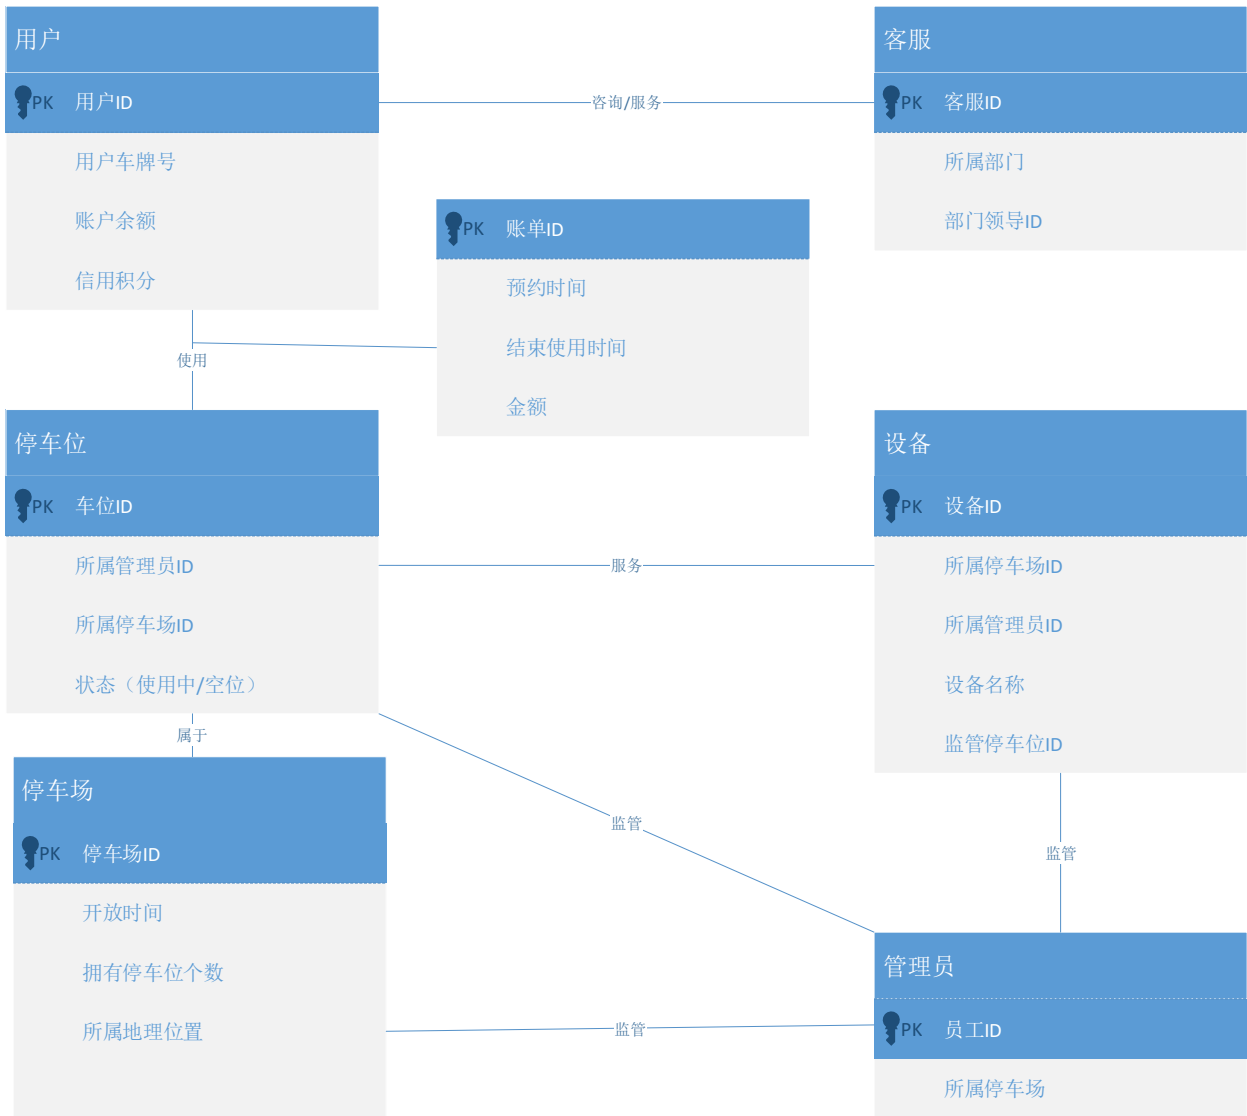 用户
PK 用户ID
用户车牌号
账户余额
信用积分
咨询/服务
客服
PK 客服ID
所属部门
部门领导ID
PK 账单ID
预约时间
结束使用时间
金额
使用
停车位
PK 车位ID
所属管理员ID
所属停车场ID
状态（使用中/空位）
服务
设备
PK 设备ID
所属停车场ID
所属管理员ID
设备名称
监管停车位ID
属于
监管
监管
停车场
PK 停车场ID
开放时间
拥有停车位个数
所属地理位置
监管
管理员
PK 员工ID
所属停车场